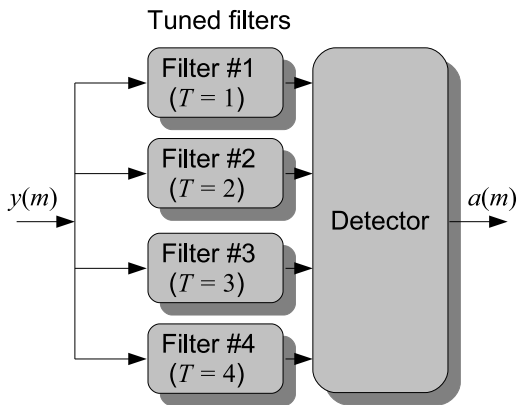 Tuned filters
Filter #1
(T = 1)
Filter #2
(T = 2)
y(m)
Filter #3
(T = 3)
Filter #4
(T = 4)
Detector
a(m)